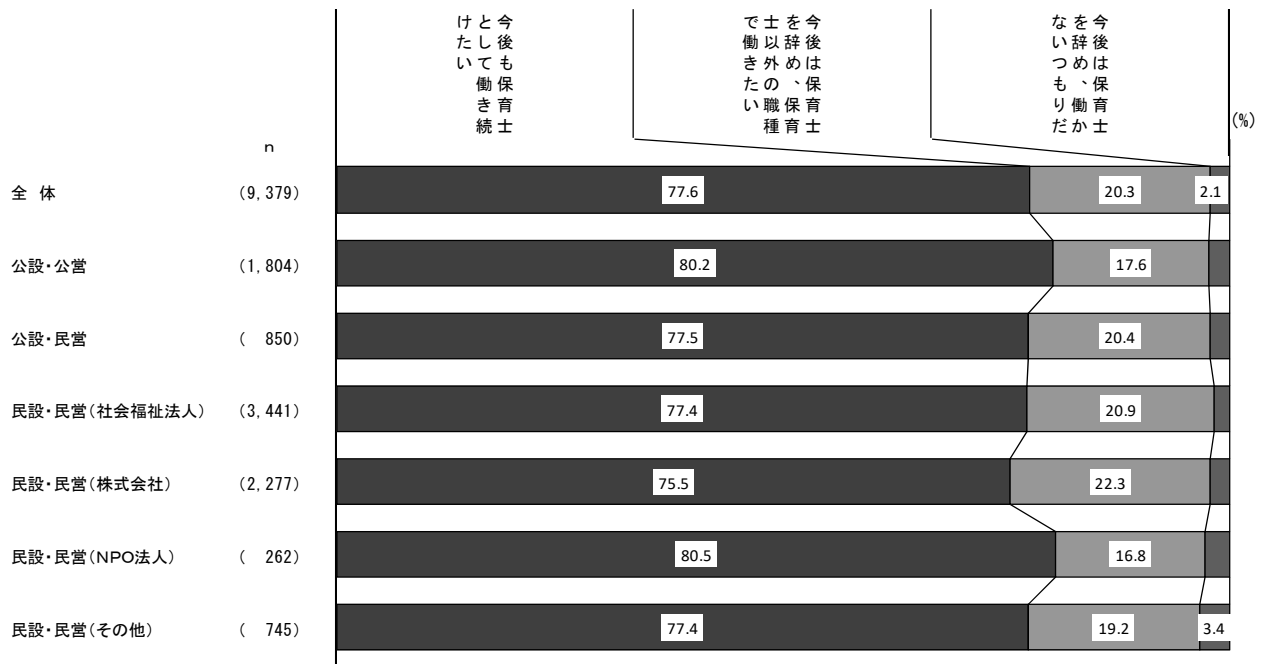 今後も保育士
として働き続
けたい
今後は保育士
を辞め、保育
士以外の職種
で働きたい
今後は保育士
を辞め、働か
ないつもりだ
(%)
n
全 体 (9,379) 77.6 20.3 2.1
公設・公営 (1,804) 80.2 17.6
公設・民営 ( 850) 77.5 20.4
民設・民営(社会福祉法人) (3,441) 77.4 20.9
民設・民営(株式会社) (2,277) 75.5 22.3
民設・民営(NPO法人) ( 262) 80.5 16.8
民設・民営(その他) ( 745) 77.4 19.2 3.4